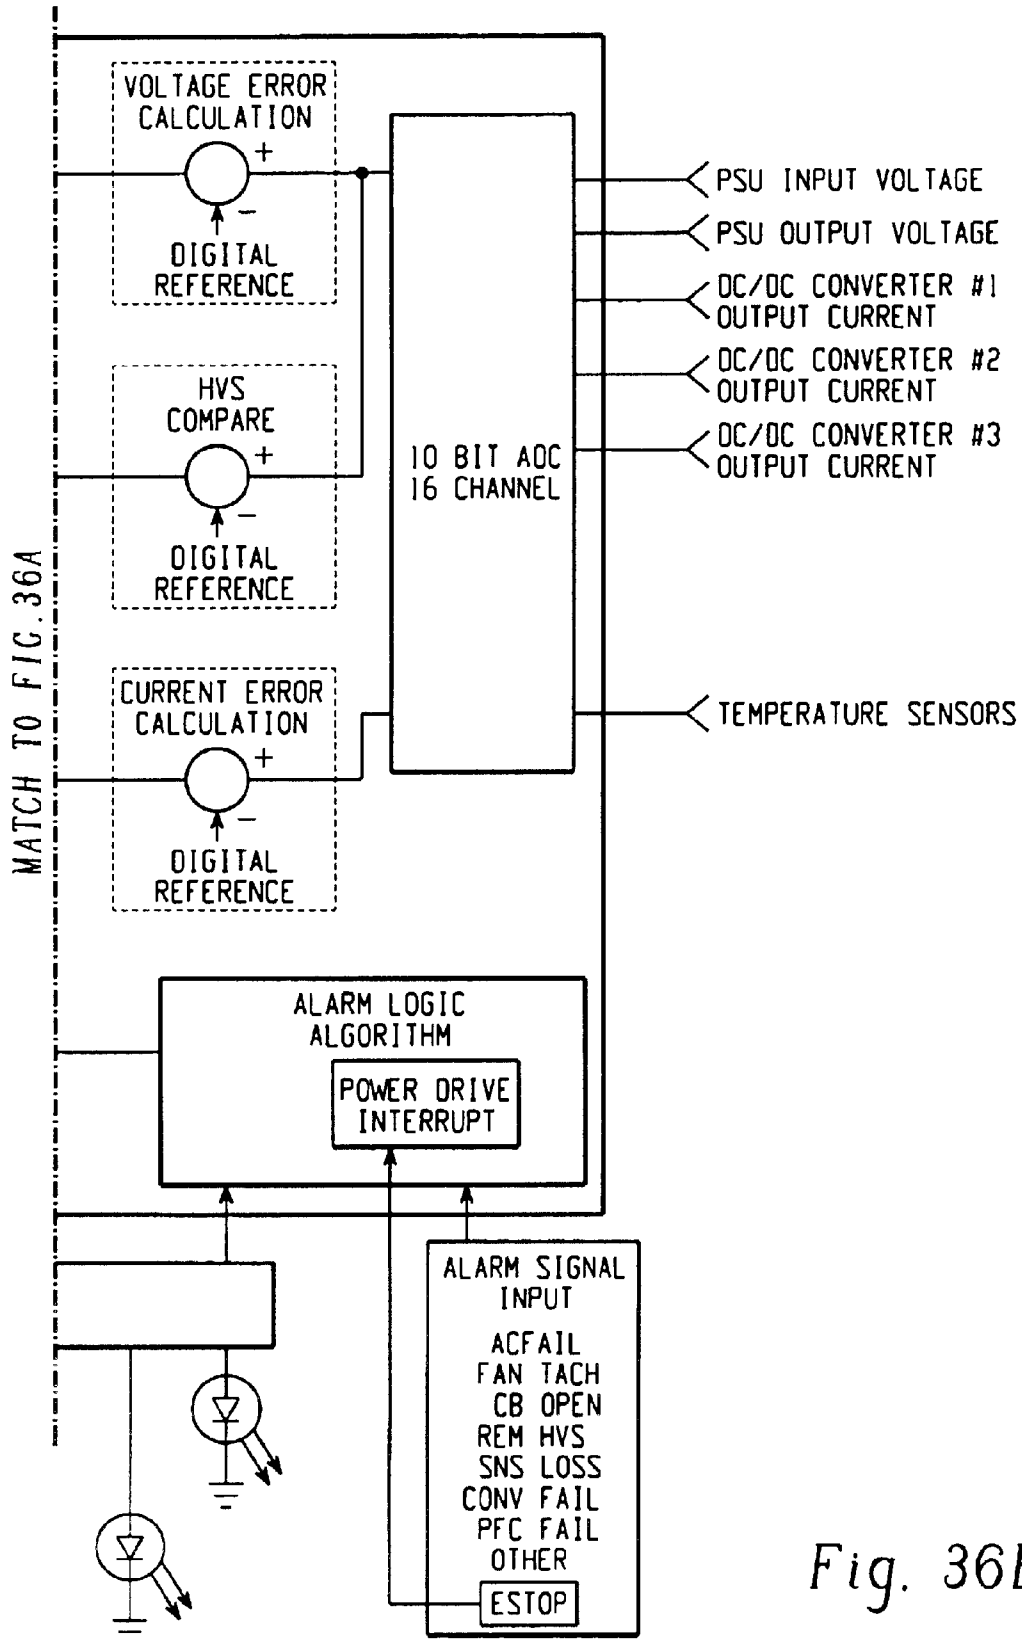 VOLTAGE ERROR
CALCULATION
+
−
DIGITAL
REFERENCE
HVS
COMPARE
+
−
DIGITAL
REFERENCE
CURRENT ERROR
CALCULATION
+
−
DIGITAL
REFERENCE
10 BIT ADC
16 CHANNEL
PSU INPUT VOLTAGE
PSU OUTPUT VOLTAGE
DC/DC CONVERTER #1
OUTPUT CURRENT
DC/DC CONVERTER #2
OUTPUT CURRENT
DC/DC CONVERTER #3
OUTPUT CURRENT
TEMPERATURE SENSORS
MATCH TO FIG.36A
ALARM LOGIC
ALGORITHM
POWER DRIVE
INTERRUPT
ALARM SIGNAL
INPUT
ACFAIL
FAN TACH
CB OPEN
REM HVS
SNS LOSS
CONV FAIL
PFC FAIL
OTHER
ESTOP
Fig.